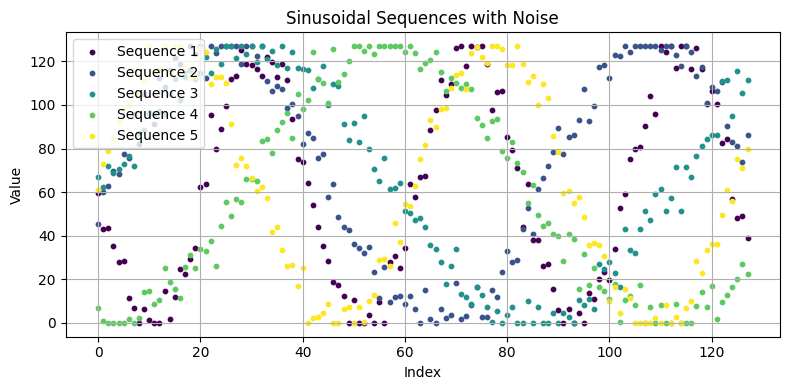 Sinusoidal Sequences with Noise
Sequence 1
Sequence 2
Sequence 3
Sequence 4
Sequence 5
Value
120
100
80
60
40
20
0
0 20 40 60 80 100 120
Index